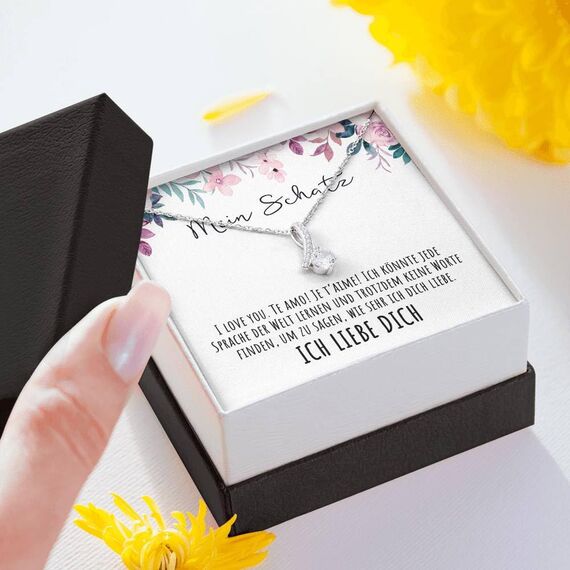 Mein Schatz
I love you. Te amo! Je t'aime! Ich könnte jede
Sprache der Welt lernen und trotzdem keine Worte
finden, um zu sagen, wie sehr ich dich liebe.
ICH LIEBE DICH